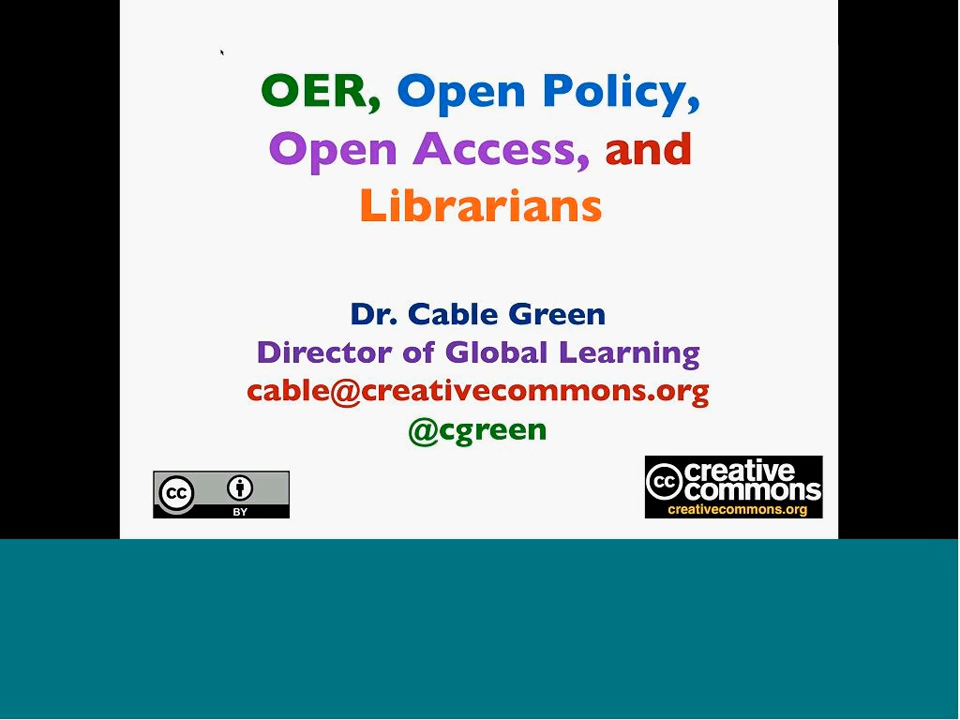 OER, Open Policy,
Open Access, and
Librarians
Dr. Cable Green
Director of Global Learning
cable@creativecommons.org
@cgreen
cc
BY
cc creative
commons
creativecommons.org